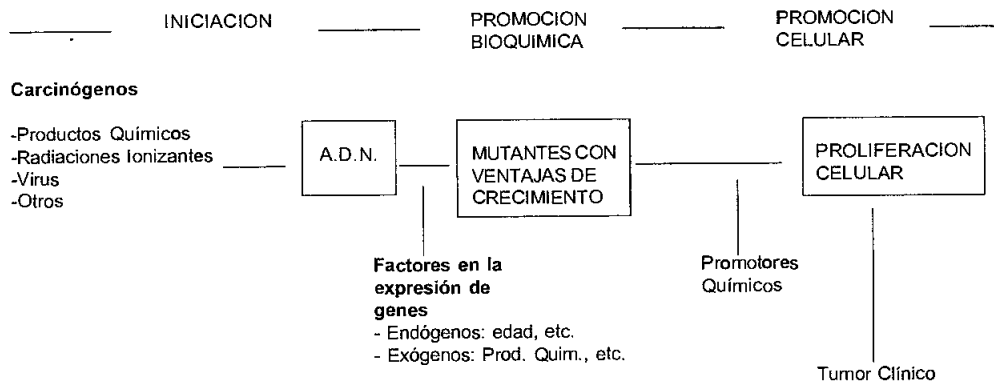 INICIACION
PROMOCION
BIOQUIMICA
PROMOCION
CELULAR
Carcinógenos
-Productos Químicos
-Radiaciones Ionizantes
-Virus
-Otros
A.D.N.
MUTANTES CON
VENTAJAS DE
CRECIMIENTO
PROLIFERACION
CELULAR
Factores en la
expresión de
genes
- Endógenos: edad, etc.
- Exógenos: Prod. Quim., etc.
Promotores
Químicos
Tumor Clínico